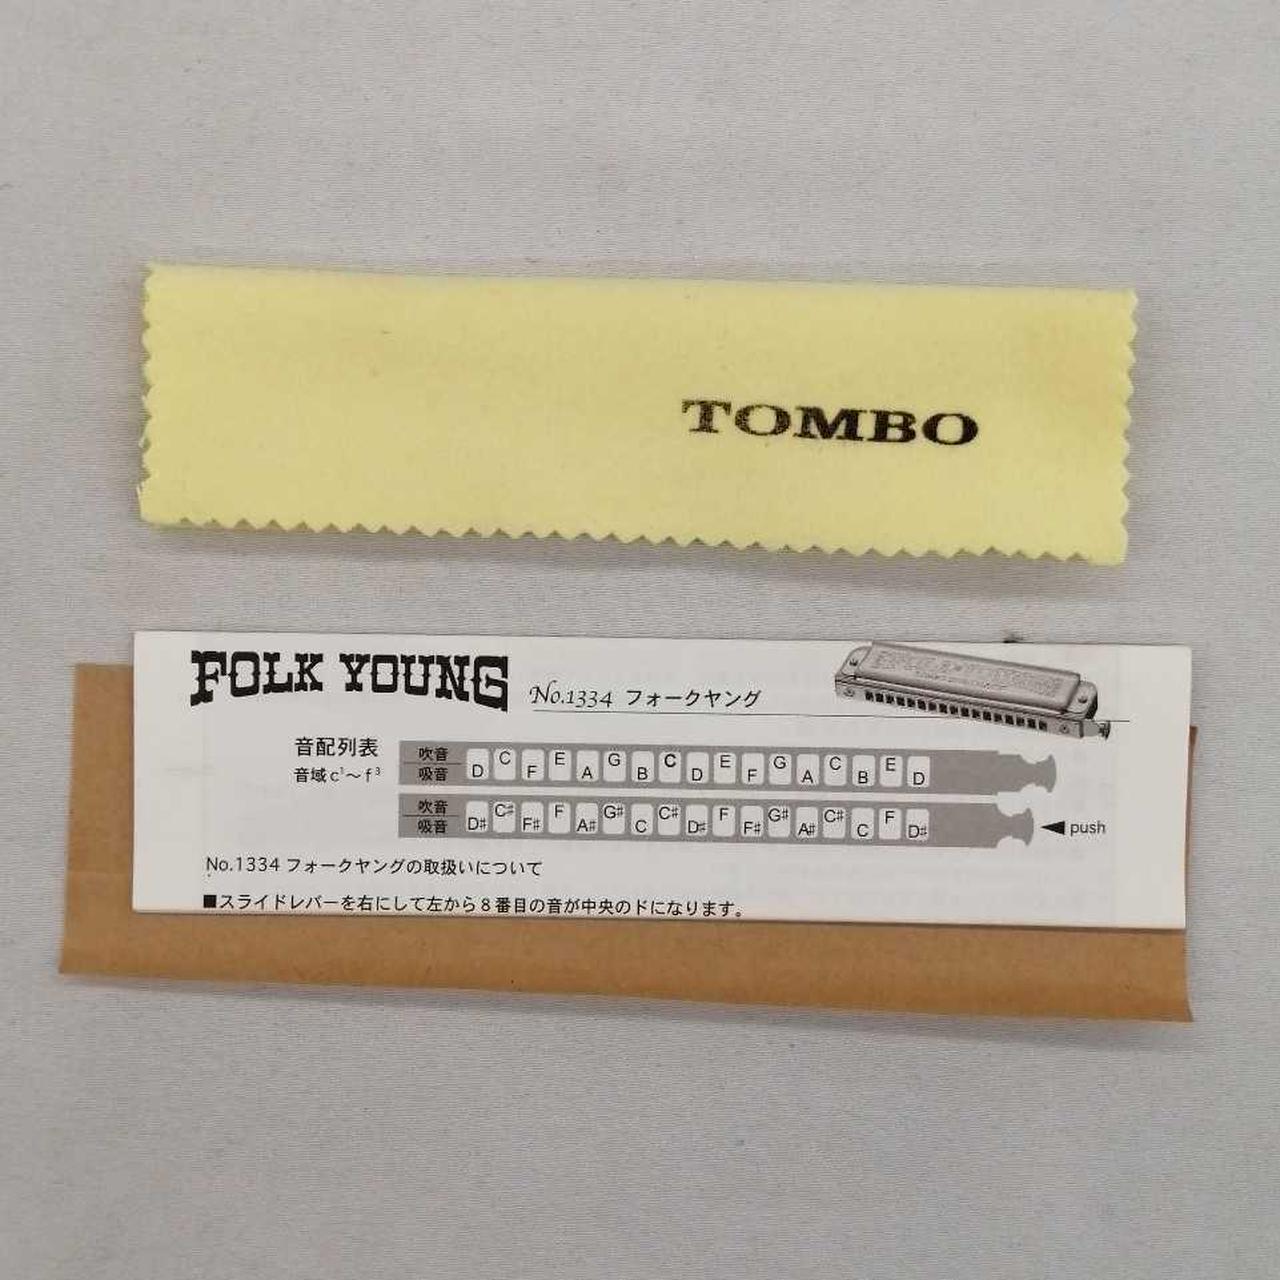 TOMBO
FOLK YOUNG
No.1334 フォークヤング
音配列表
音域c¹～f³
吹音
吸音
D C F E A G B C D E F G A C B E D
吹音
吸音
D# C# F# F A# G# C C# D# F F# G# A# C# C F D#
push
No.1334 フォークヤングの取扱いについて
■スライドレバーを右にして左から8番目の音が中央のドになります。